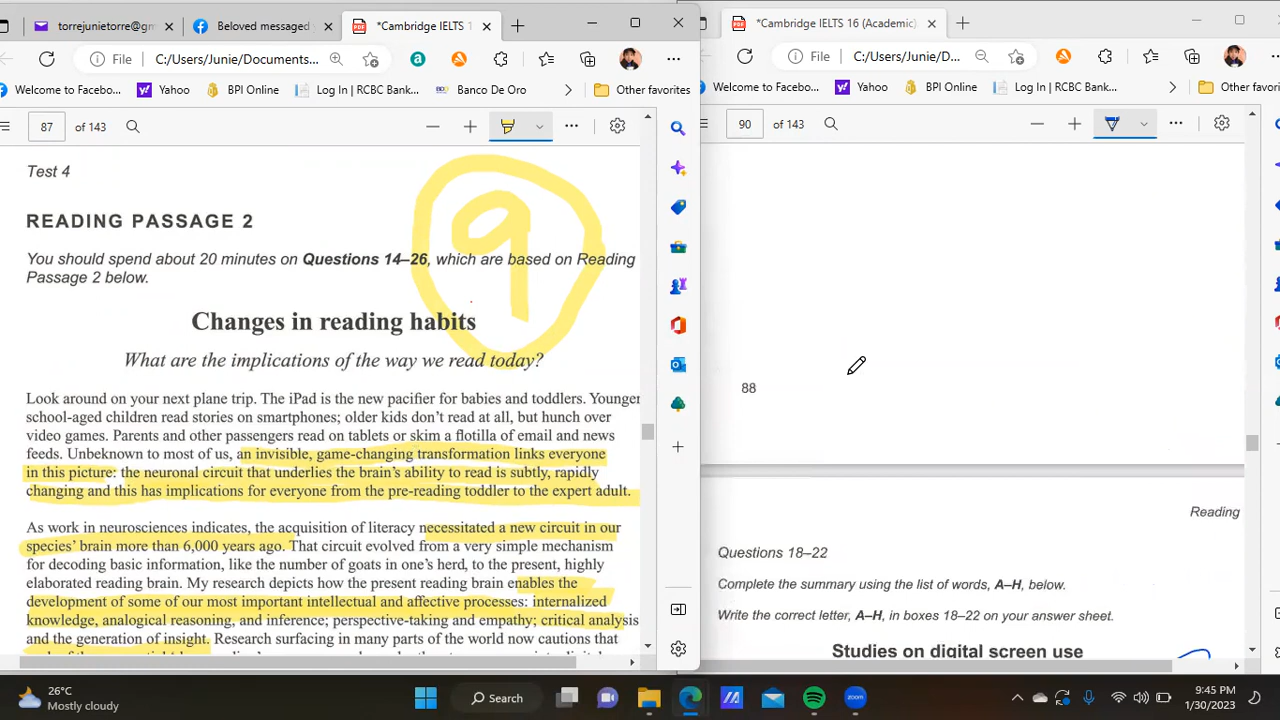 torrejunietorre@gm
Beloved messaged
*Cambridge IELTS 1
File
C:/Users/Junie/Documents...
Welcome to Facebo...
Yahoo
BPI Online
Log In | RCBC Bank...
Banco De Oro
Other favorites
87 of 143
Test 4
9
READING PASSAGE 2
You should spend about 20 minutes on Questions 14–26, which are based on Reading
Passage 2 below.
Changes in reading habits
What are the implications of the way we read today?
Look around on your next plane trip. The iPad is the new pacifier for babies and toddlers. Younger
school-aged children read stories on smartphones; older kids don't read at all, but hunch over
video games. Parents and other passengers read on tablets or skim a flotilla of email and news
feeds. Unbeknown to most of us, an invisible, game-changing transformation links everyone
in this picture: the neuronal circuit that underlies the brain's ability to read is subtly, rapidly
changing and this has implications for everyone from the pre-reading toddler to the expert adult.
As work in neurosciences indicates, the acquisition of literacy necessitated a new circuit in our
species' brain more than 6,000 years ago. That circuit evolved from a very simple mechanism
for decoding basic information, like the number of goats in one's herd, to the present, highly
elaborated reading brain. My research depicts how the present reading brain enables the
development of some of our most important intellectual and affective processes: internalized
knowledge, analogical reasoning, and inference; perspective-taking and empathy; critical analysis
and the generation of insight. Research surfacing in many parts of the world now cautions that
*Cambridge IELTS 16 (Academic)
File
C:/Users/Junie/D...
Welcome to Facebo...
Yahoo
BPI Online
Log In | RCBC Bank...
Other favor
90 of 143
88
Reading
Questions 18–22
Complete the summary using the list of words, A–H, below.
Write the correct letter, A–H, in boxes 18–22 on your answer sheet.
Studies on digital screen use
26°C
Mostly cloudy
Search
9:45 PM
1/30/2023